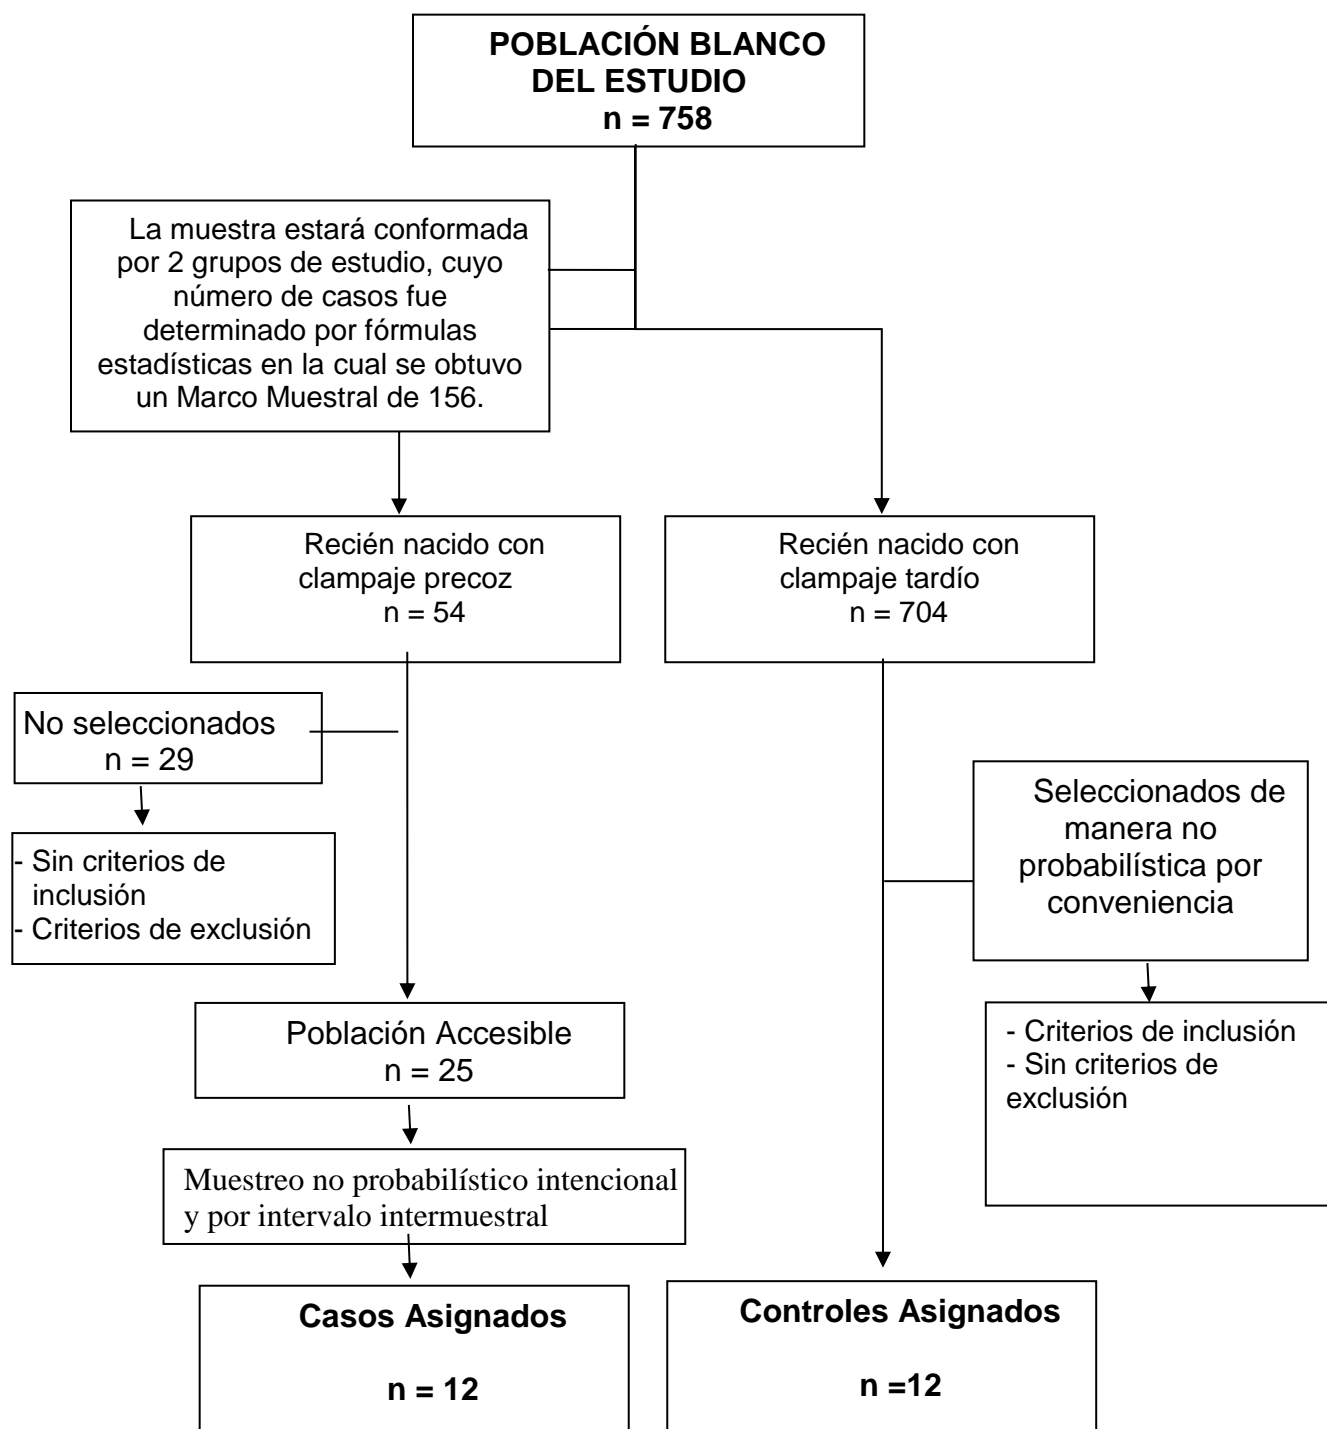 POBLACIÓN BLANCO
DEL ESTUDIO
n = 758
La muestra estará conformada
por 2 grupos de estudio, cuyo
número de casos fue
determinado por fórmulas
estadísticas en la cual se obtuvo
un Marco Muestral de 156.
Recién nacido con
clampaje precoz
n = 54
Recién nacido con
clampaje tardío
n = 704
No seleccionados
n = 29
- Sin criterios de
inclusión
- Criterios de exclusión
Seleccionados de
manera no
probabilística por
conveniencia
- Criterios de inclusión
- Sin criterios de
exclusión
Población Accesible
n = 25
Muestreo no probabilístico intencional
y por intervalo intermuestral
Casos Asignados
n = 12
Controles Asignados
n =12